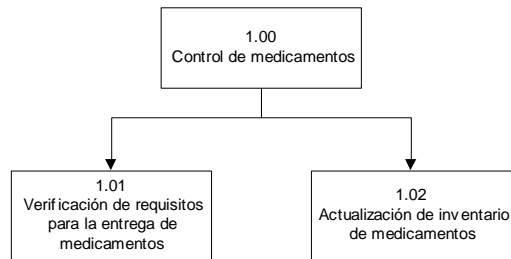 1.00
Control de medicamentos
1.01
Verificación de requisitos
para la entrega de
medicamentos
1.02
Actualización de inventario
de medicamentos